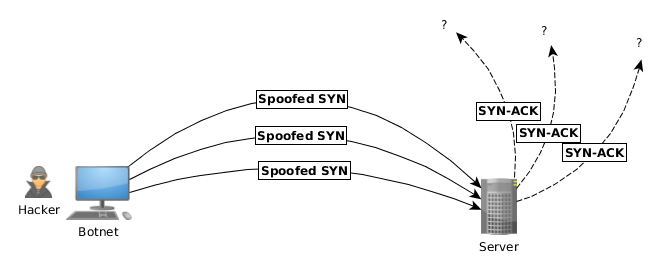 ?
?
?
Spoofed SYN
SYN-ACK
Spoofed SYN
SYN-ACK
SYN-ACK
Spoofed SYN
Hacker
Botnet
Server